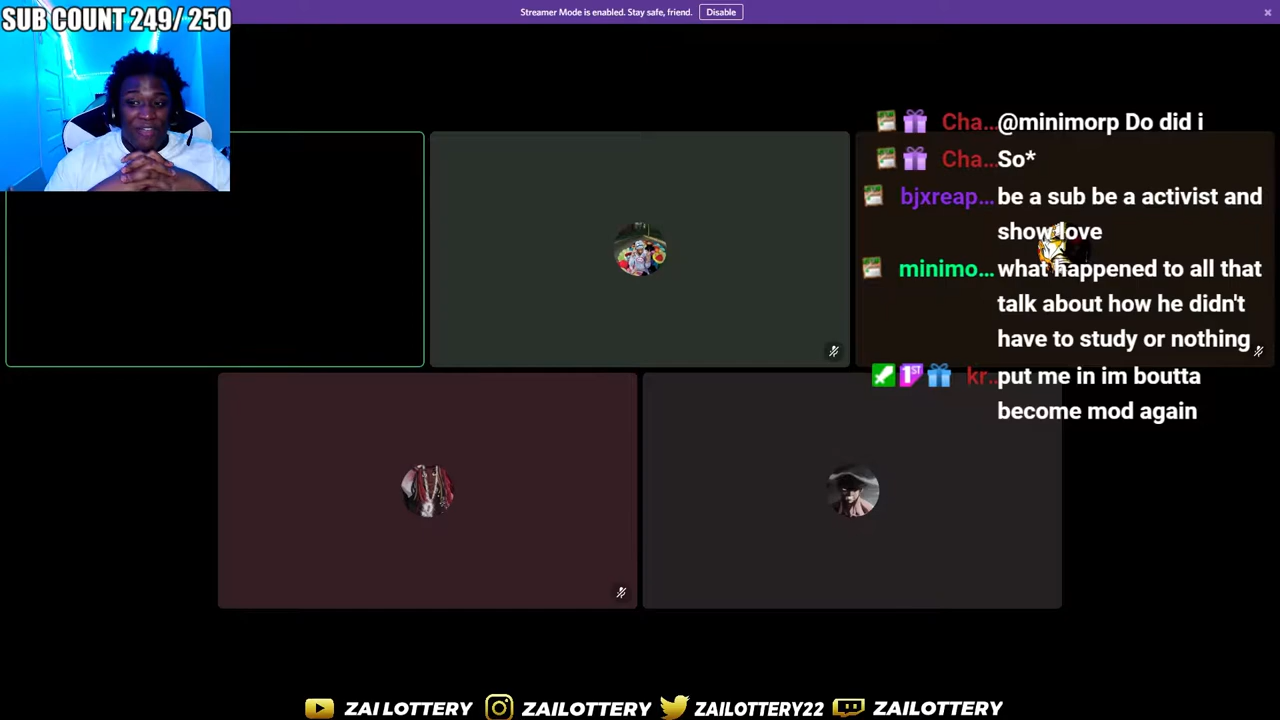 Streamer Mode is enabled. Stay safe, friend. Disable
SUB COUNT 249/ 250
Cha... @minimorp Do did i
Cha... So*
bjxreap... be a sub be a activist and
show love
minimo... what happened to all that
talk about how he didn't
have to study or nothing
1ST kr.. put me in im boutta
become mod again
ZAI LOTTERY ZAILOTTERY ZAILOTTERY22 ZAILOTTERY